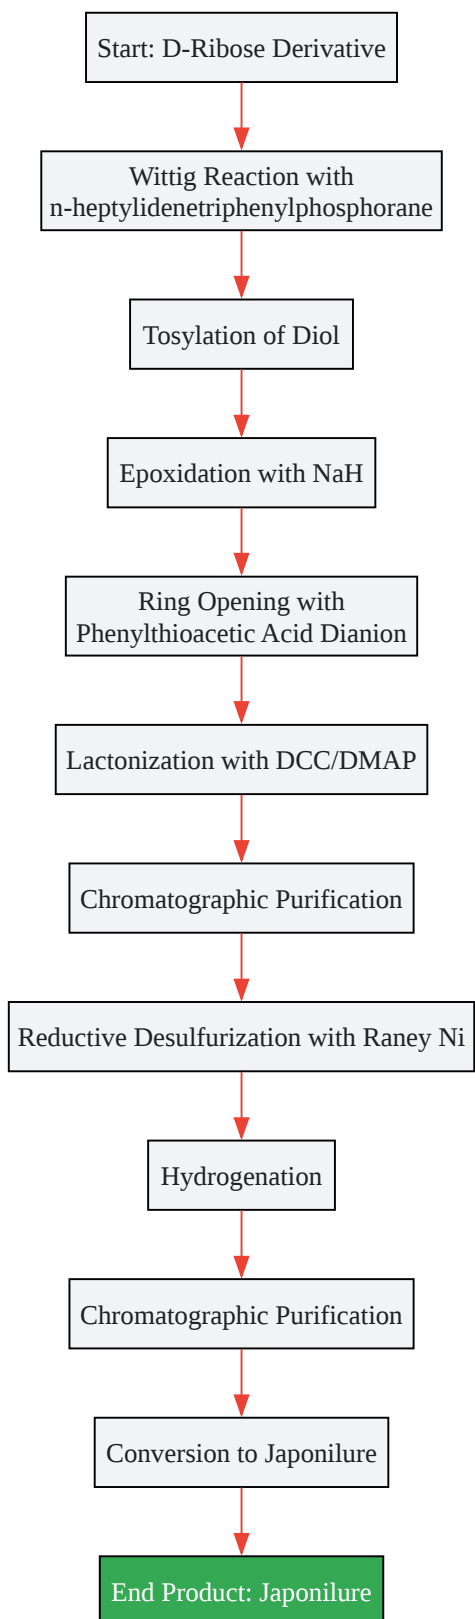 Start: D-Ribose Derivative
Wittig Reaction with
n-heptylidenetriphenylphosphorane
Tosylation of Diol
Epoxidation with NaH
Ring Opening with
Phenylthioacetic Acid Dianion
Lactonization with DCC/DMAP
Chromatographic Purification
Reductive Desulfurization with Raney Ni
Hydrogenation
Chromatographic Purification
Conversion to Japonilure
End Product: Japonilure